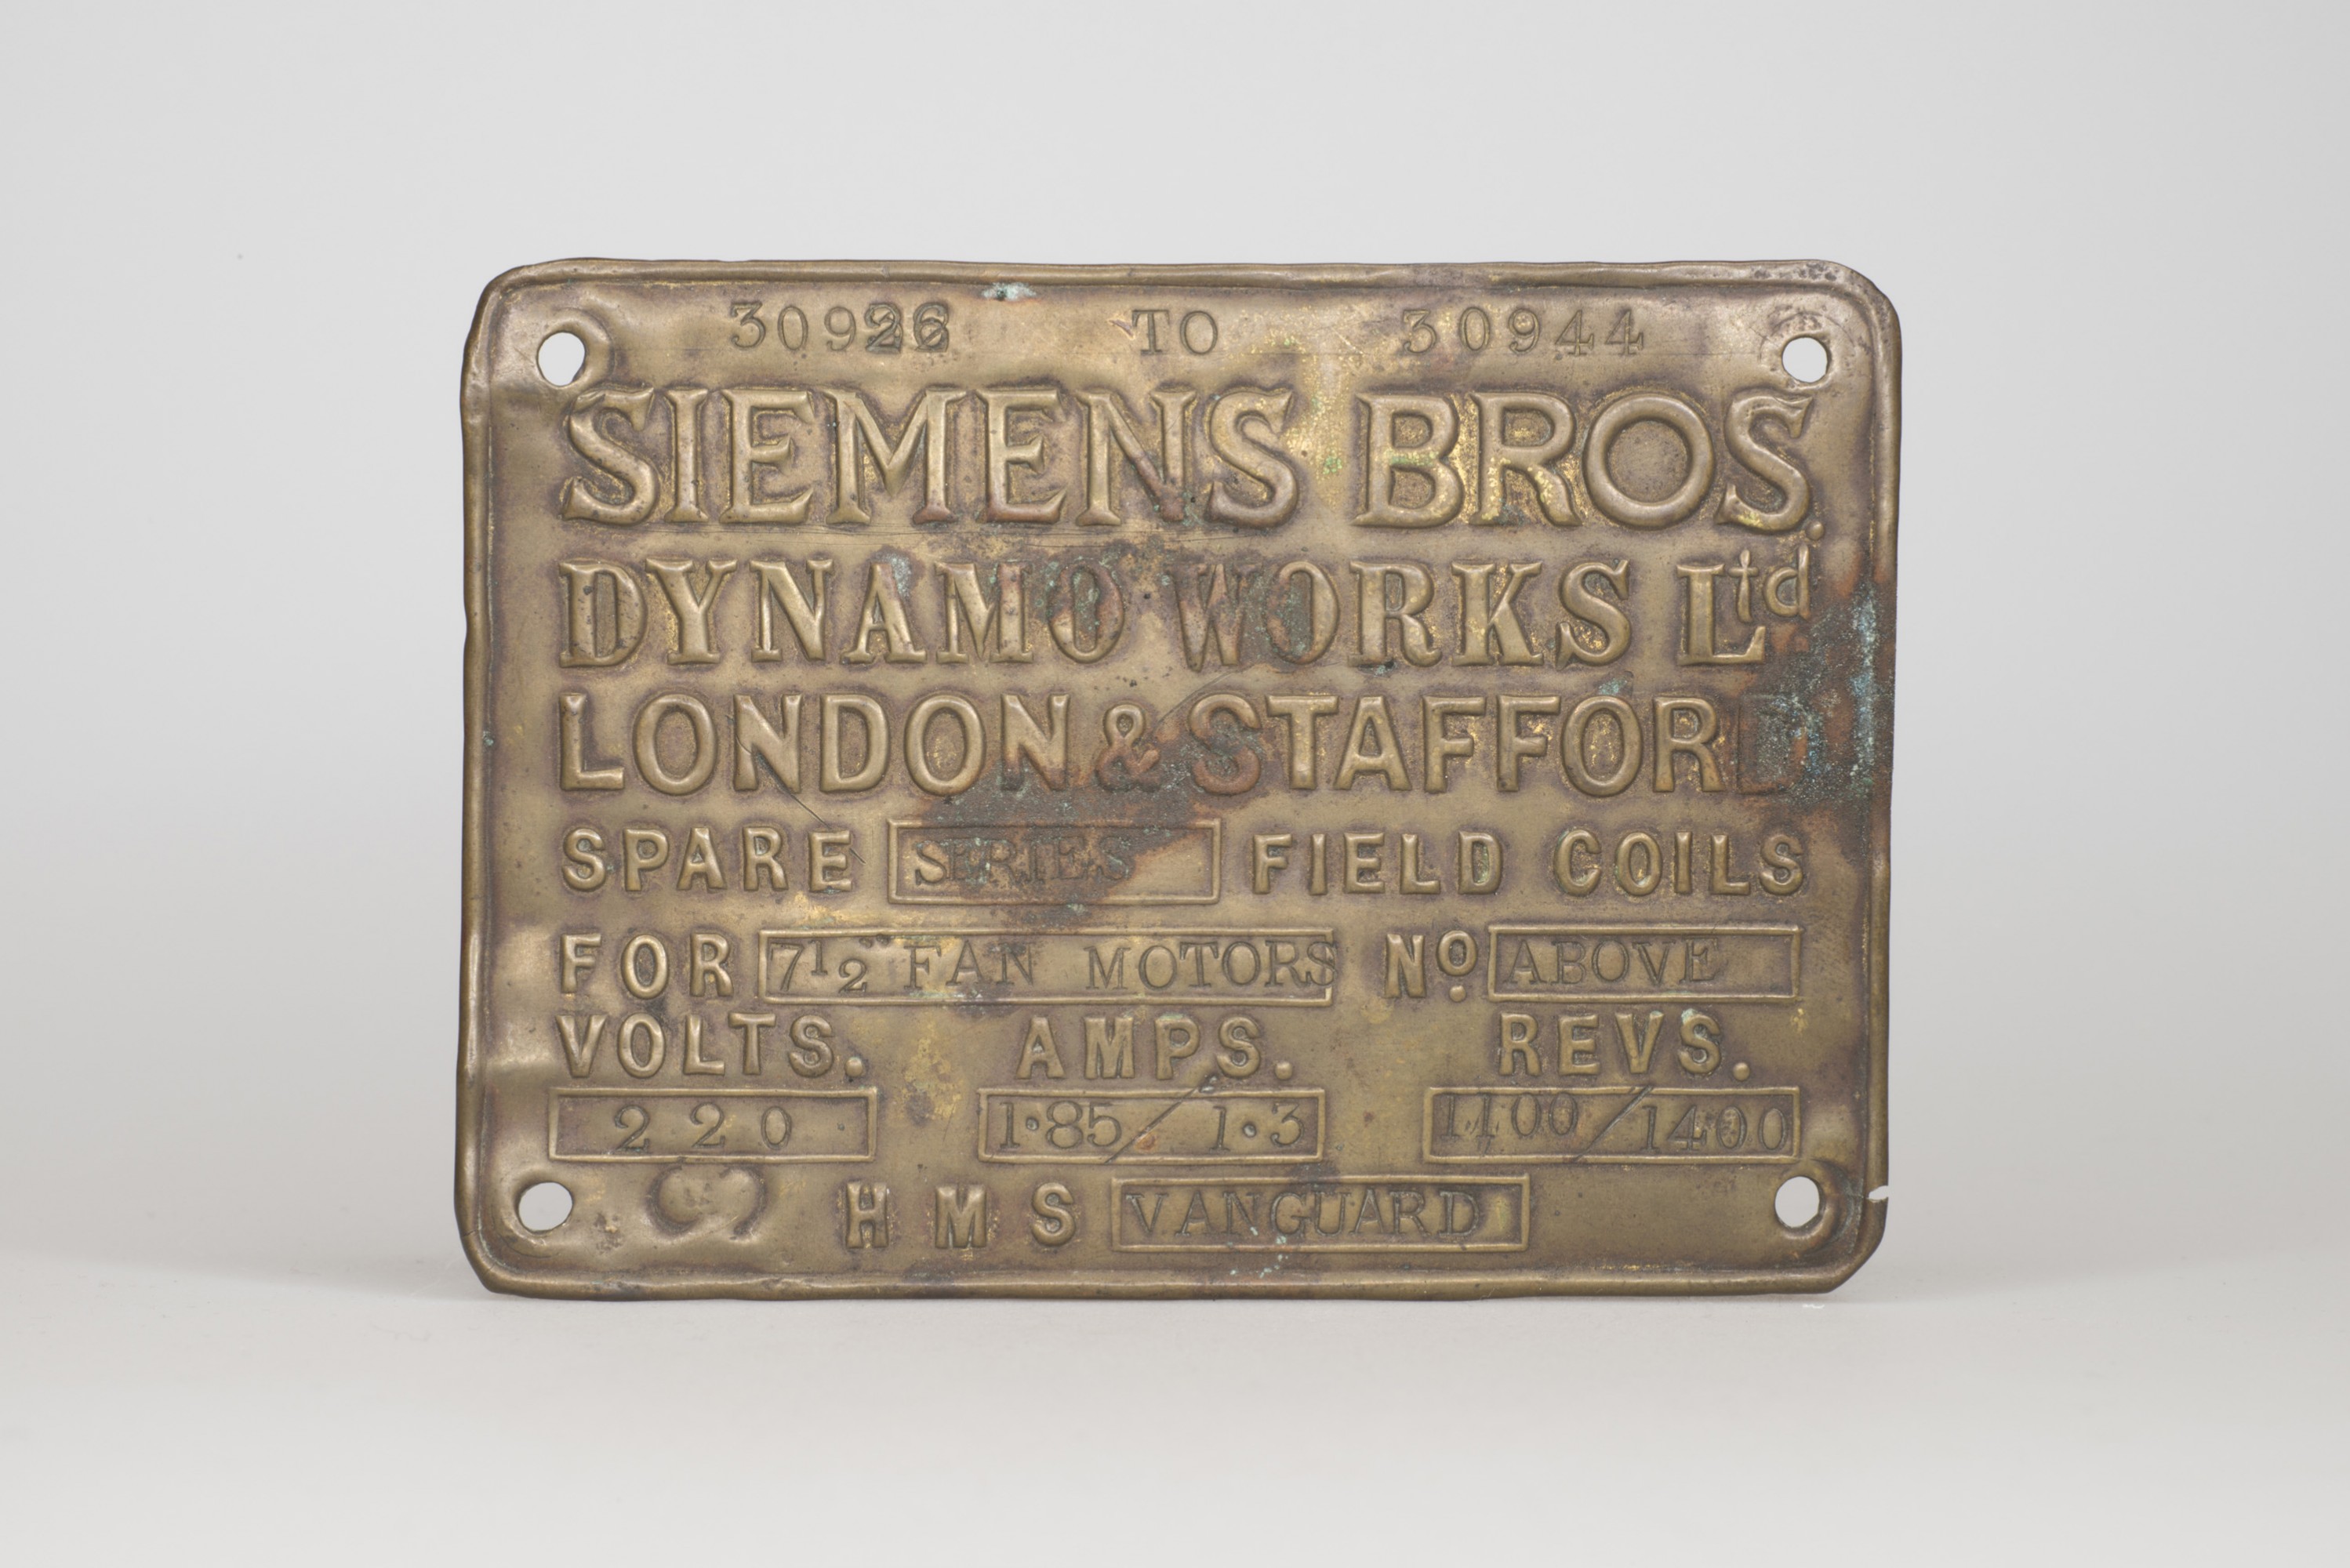 30926 TO 30944
SIEMENS BROS.
DYNAMO WORKS Ltd
LONDON & STAFFORD
SPARE SERIES FIELD COILS
FOR 7½" FAN MOTORS No. ABOVE
VOLTS. AMPS. REVS.
220 1·85/1·3 1100/1400
HMS VANGUARD